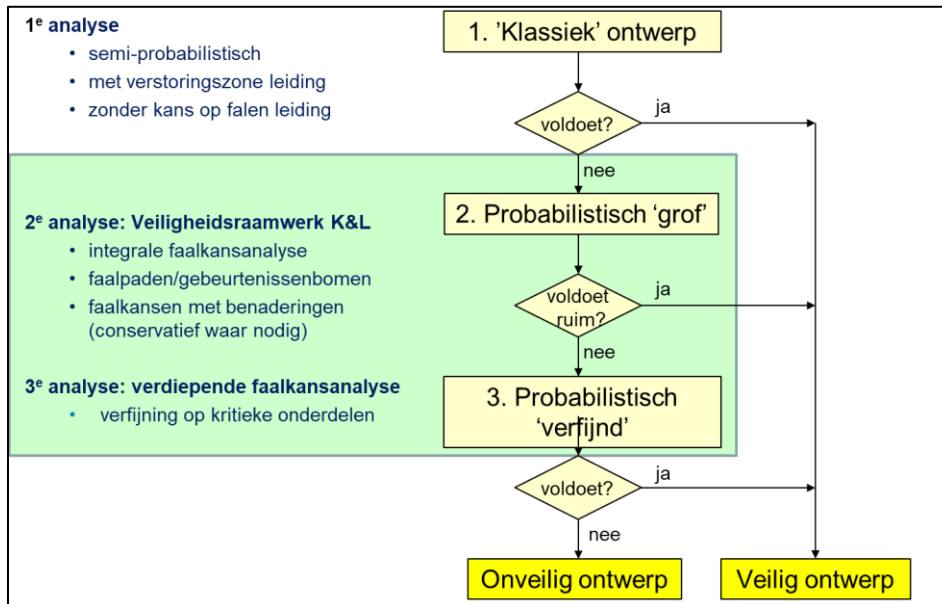 1e analyse
• semi-probabilistisch
• met verstoringszone leiding
• zonder kans op falen leiding
1. ’Klassiek’ ontwerp
voldoet?
ja
nee
2e analyse: Veiligheidsraamwerk K&L
• integrale faalkansanalyse
• faalpaden/gebeurtenissenbomen
• faalkansen met benaderingen
(conservatief waar nodig)
2. Probabilistisch ‘grof’
voldoet
ruim?
ja
nee
3e analyse: verdiepende faalkansanalyse
• verfijning op kritieke onderdelen
3. Probabilistisch
‘verfijnd’
voldoet?
ja
nee
Onveilig ontwerp
Veilig ontwerp